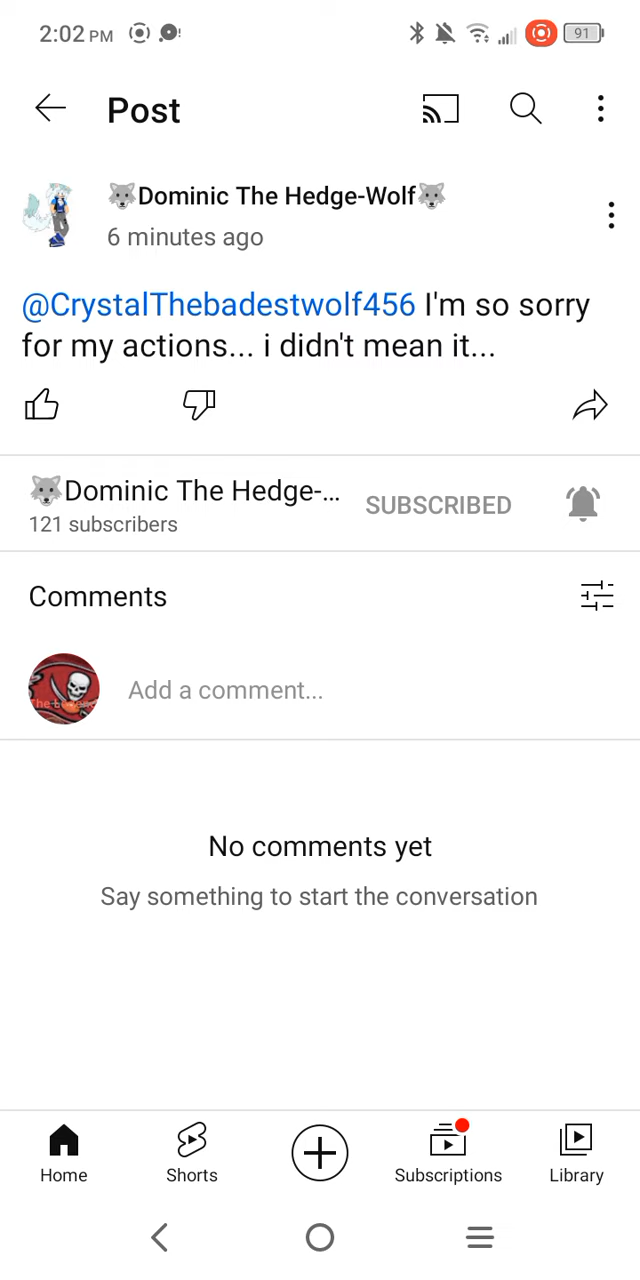 2:02 PM
91
Post
🐺Dominic The Hedge-Wolf🐺
6 minutes ago
@CrystalThebadestwolf456 I'm so sorry
for my actions... i didn't mean it...
🐺Dominic The Hedge-...
SUBSCRIBED
121 subscribers
Comments
Add a comment...
No comments yet
Say something to start the conversation
Home
Shorts
Subscriptions
Library